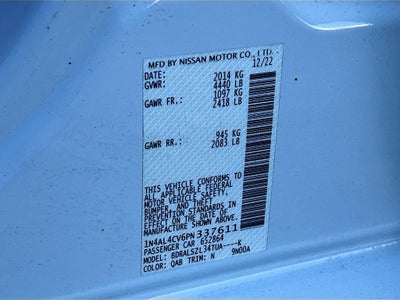 MFD BY NISSAN MOTOR CO., LTD.
DATE: 12/22
GVWR: 2014 KG
4440 LB
GAWR FR.: 1097 KG
2418 LB
GAWR RR.: 945 KG
2083 LB
THIS VEHICLE CONFORMS TO
ALL APPLICABLE FEDERAL
MOTOR VEHICLE SAFETY,
BUMPER, AND THEFT
PREVENTION STANDARDS IN
EFFECT ON THE DATE OF
MANUFACTURE SHOWN ABOVE.
1N4AL4CV6PN337611
PASSENGER CAR 652864
MODEL: BDRALSZL34TUA----K
COLOR: QAB TRIM: N 9N00A